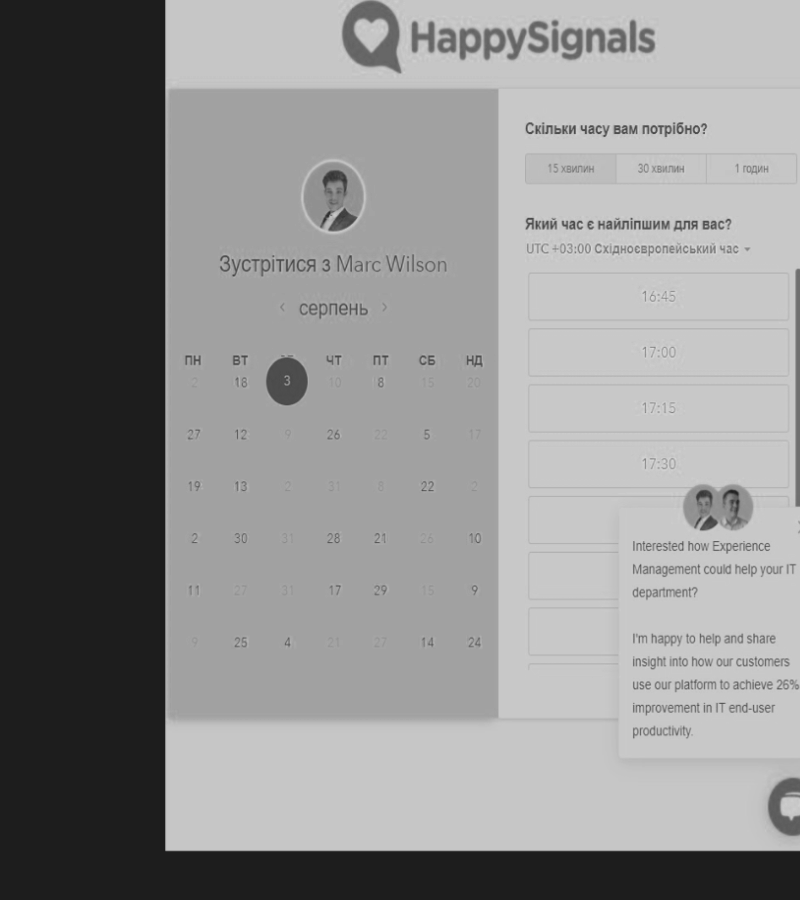 HappySignals
Зустрітися з Marc Wilson
серпень
ПН ВТ ЧТ ПТ СБ НД
2 18 3 10 8 15 20
27 12 9 26 22 5 17
19 13 2 31 8 22 2
2 30 31 28 21 26 10
11 27 31 17 29 15 9
9 25 4 21 27 14 24
Скільки часу вам потрібно?
15 хвилин 30 хвилин 1 годин
Який час є найліпшим для вас?
UTC +03:00 Східноєвропейський час
16:45
17:00
17:15
17:30
Interested how Experience
Management could help your IT
department?
I'm happy to help and share
insight into how our customers
use our platform to achieve 26%
improvement in IT end-user
productivity.